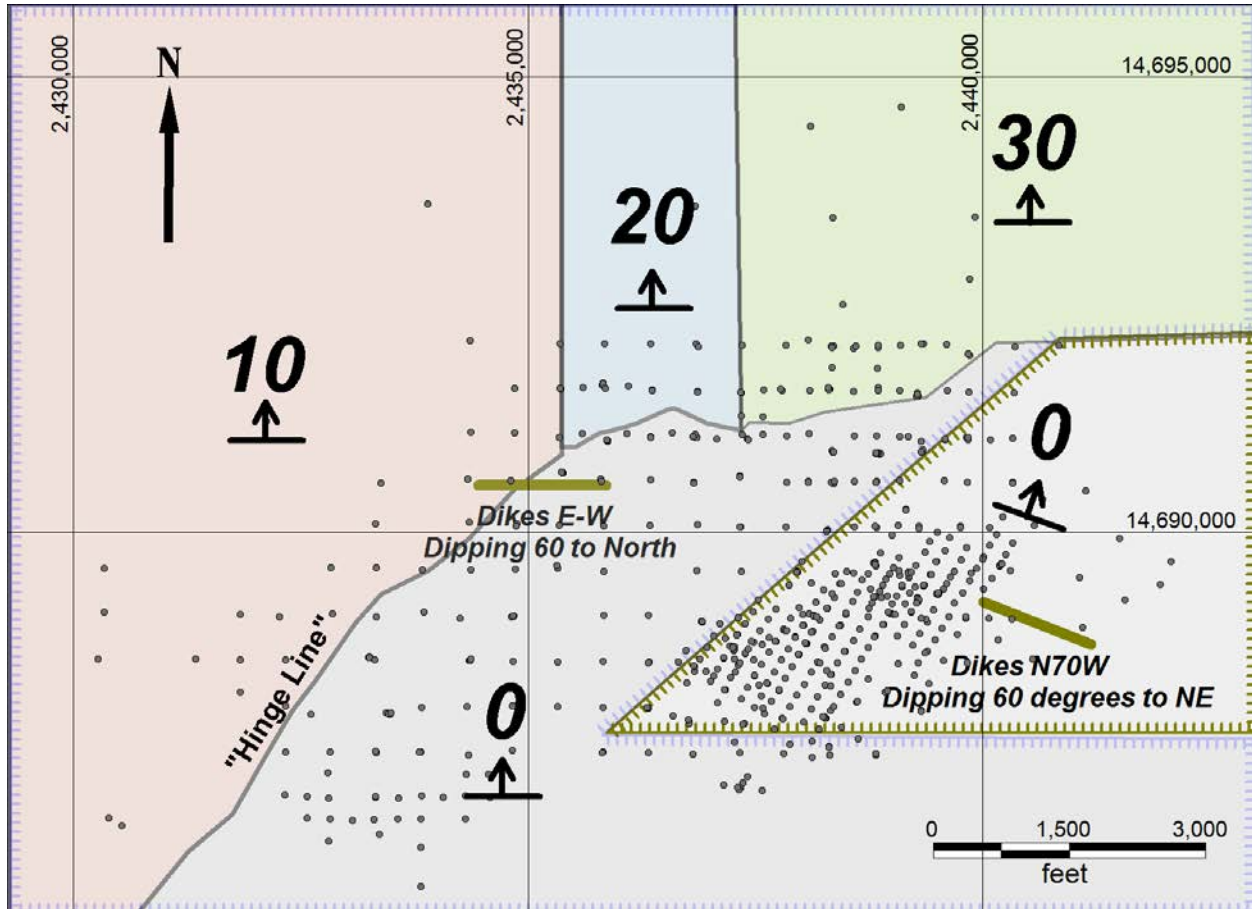 N
2,430,000
2,435,000
2,440,000
14,695,000
30
20
10
0
Dikes E-W
Dipping 60 to North
14,690,000
"Hinge Line"
Dikes N70W
Dipping 60 degrees to NE
0
0 1,500 3,000
feet